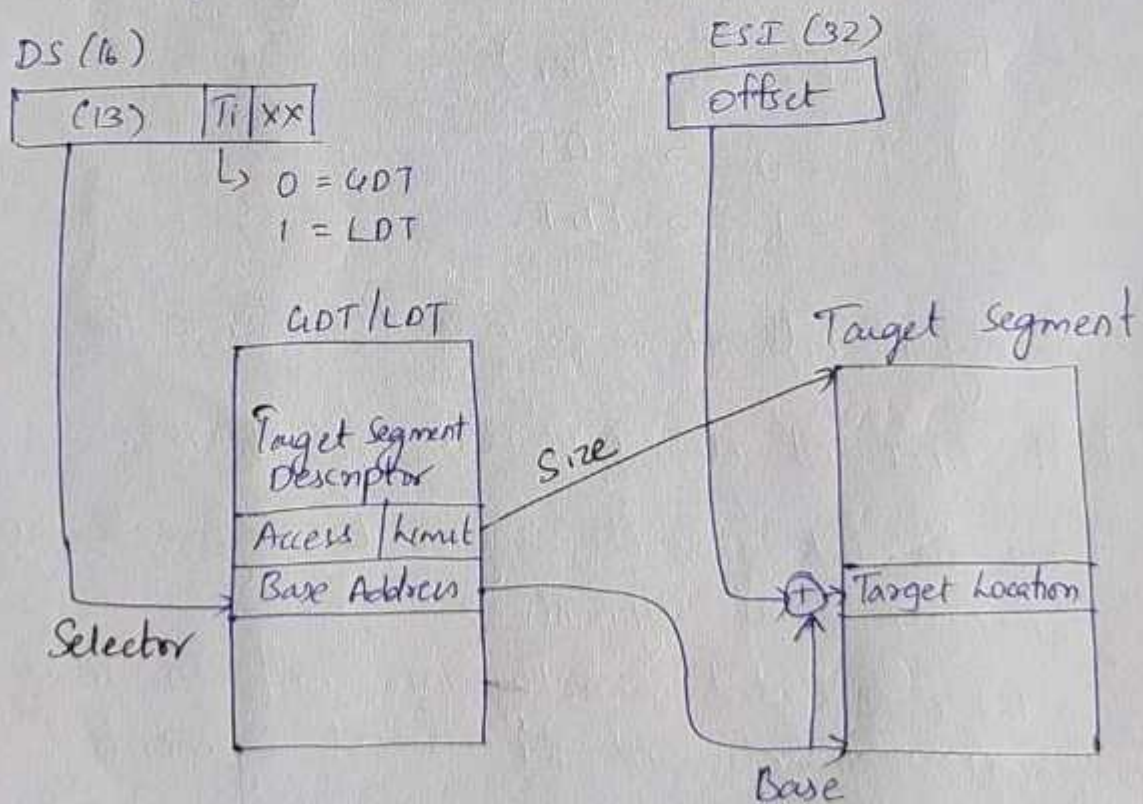 DS (16)
ESI (32)
(13) Ti XX
offset
0 = GDT
1 = LDT
GDT/LDT
Target Segment
Target Segment
Descriptor
Size
Access Limit
Base Address
Target Location
Selector
Base